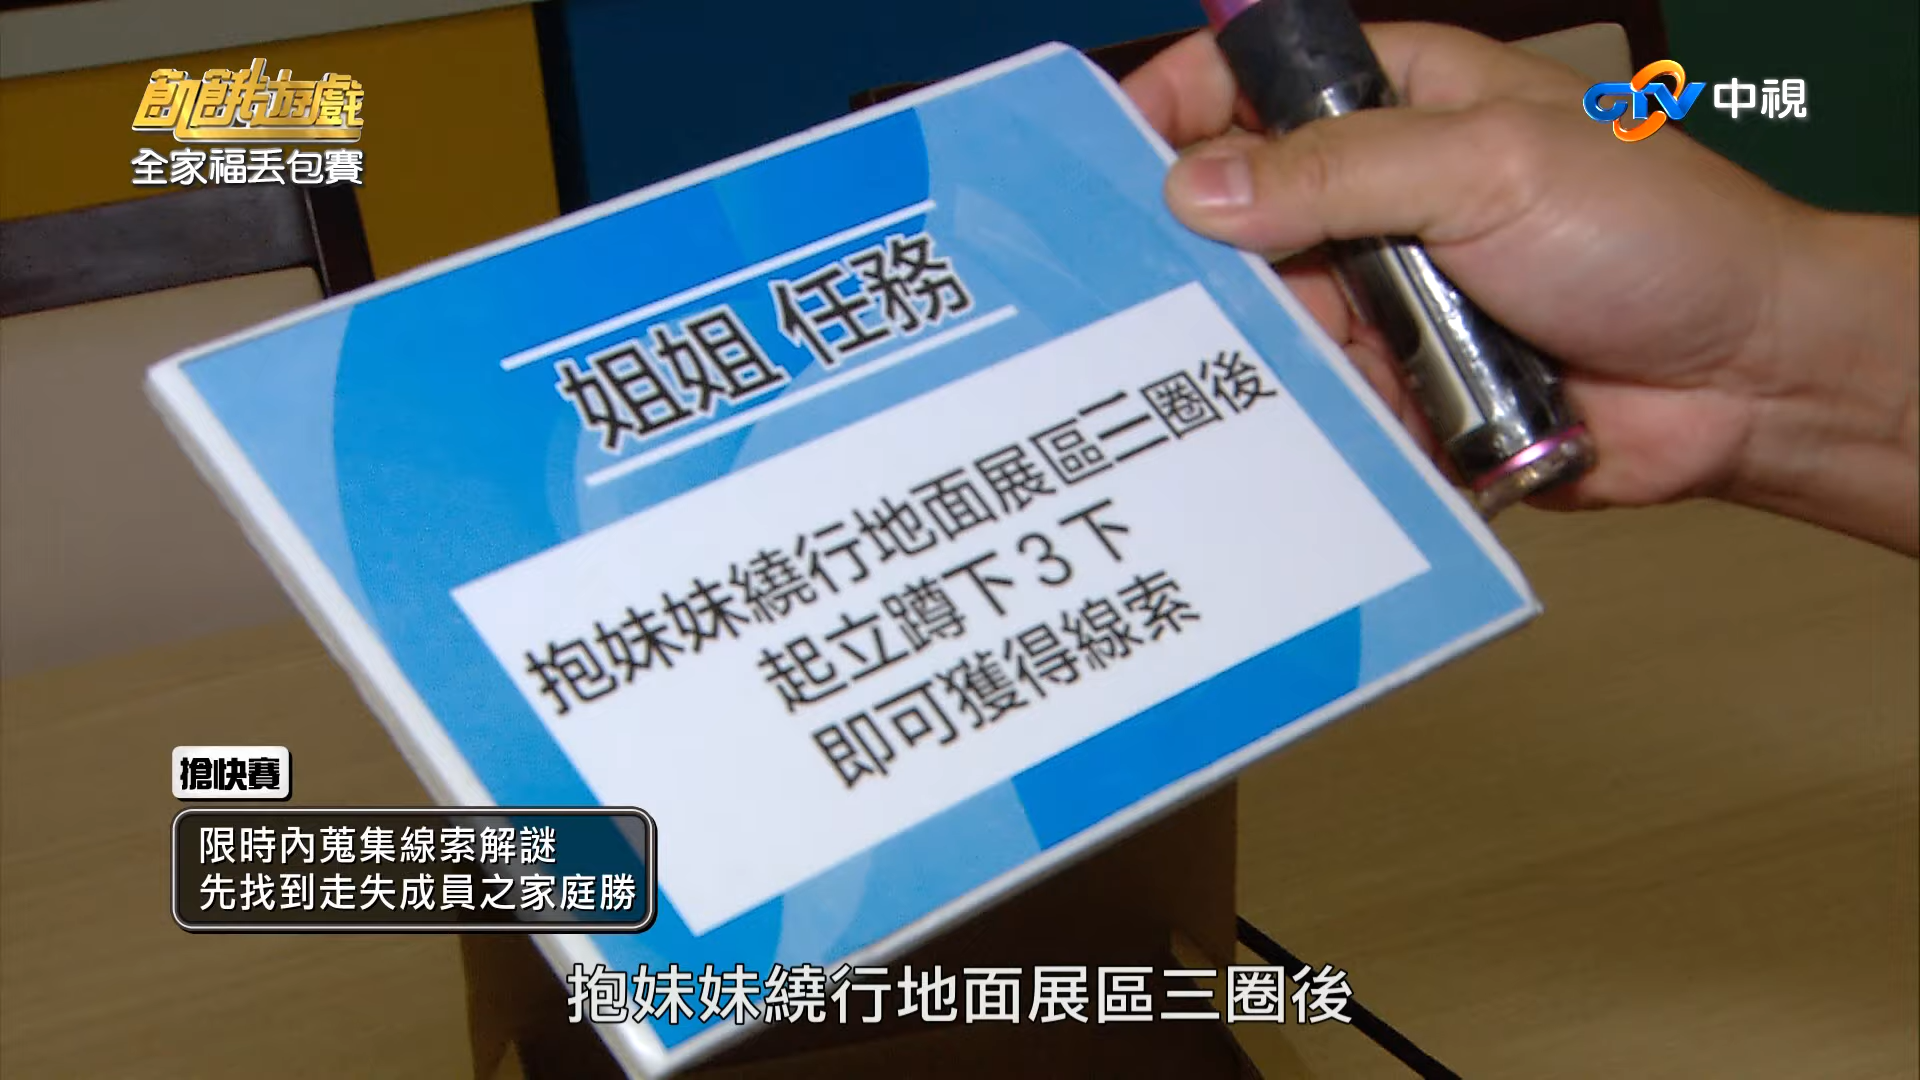 飢餓遊戲
全家福丟包賽
CTV中視
姐姐 任務
抱妹妹繞行地面展區三圈後
起立蹲下3下
即可獲得線索
搶快賽
限時內蒐集線索解謎
先找到走失成員之家庭勝
抱妹妹繞行地面展區三圈後